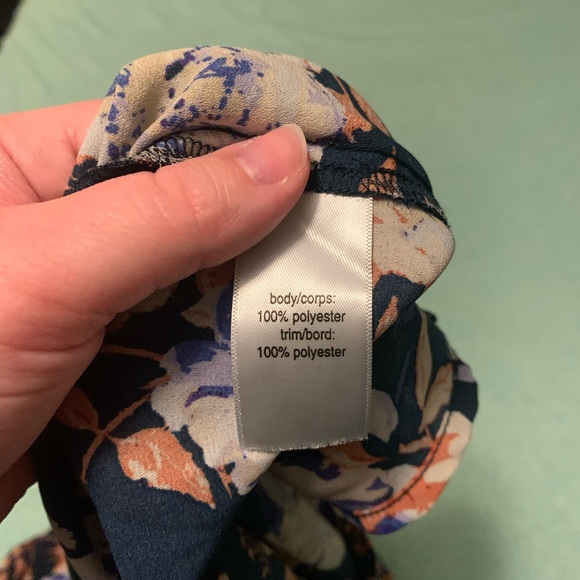 body/corps:
100% polyester
trim/bord:
100% polyester